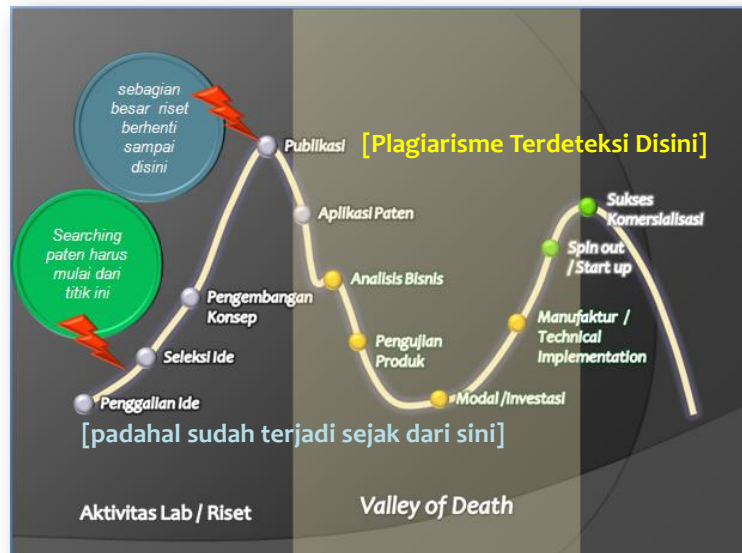 sebagian
besar riset
berhenti
sampai
disini
Publikasi
[Plagiarisme Terdeteksi Disini]
Aplikasi Paten
Sukses
Komersialisasi
Searching
paten harus
mulai dari
titik ini
Spin out
/ Start up
Analisis Bisnis
Pengembangan
Konsep
Manufaktur /
Technical
Implementation
Pengujian
Produk
Seleksi Ide
Penggalian Ide
Modal /Investasi
[padahal sudah terjadi sejak dari sini]
Aktivitas Lab / Riset
Valley of Death